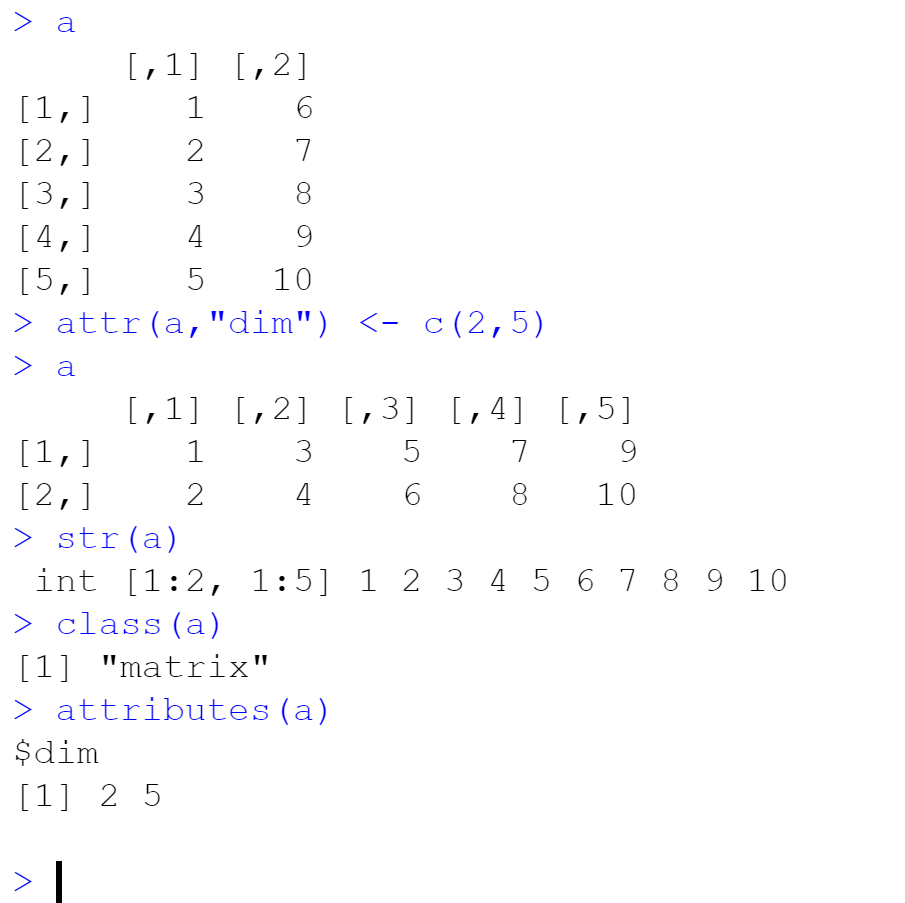 > a
     [,1] [,2]
[1,]    1    6
[2,]    2    7
[3,]    3    8
[4,]    4    9
[5,]    5   10
> attr(a,"dim") <- c(2,5)
> a
     [,1] [,2] [,3] [,4] [,5]
[1,]    1    3    5    7    9
[2,]    2    4    6    8   10
> str(a)
 int [1:2, 1:5] 1 2 3 4 5 6 7 8 9 10
> class(a)
[1] "matrix"
> attributes(a)
$dim
[1] 2 5
>